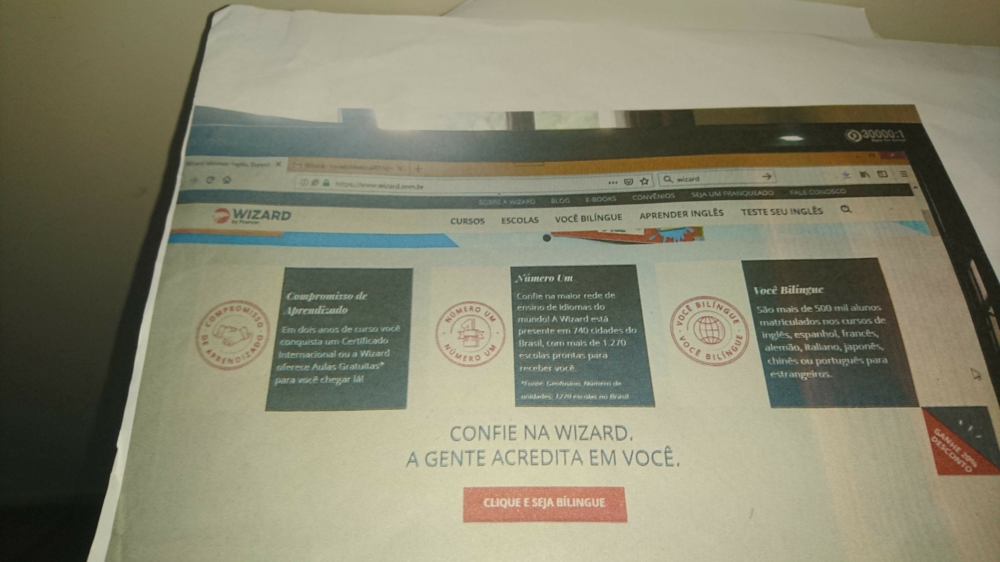 30000:1
https://www.wizard.com.br
wizard
SOBRE A WIZARD BLOG E-BOOKS CONVÊNIOS SEJA UM FRANQUEADO FALE CONOSCO
WIZARD
by Pearson
CURSOS ESCOLAS VOCÊ BILÍNGUE APRENDER INGLÊS TESTE SEU INGLÊS
COMPROMISSO
DE APRENDIZADO
Compromisso de
Aprendizado
Em dois anos de curso você
conquista um Certificado
Internacional ou a Wizard
oferece Aulas Gratuitas*
para você chegar lá!
NÚMERO UM
1
NÚMERO UM
Número Um
Confie na maior rede de
ensino de idiomas do
mundo! A Wizard está
presente em 740 cidades do
Brasil, com mais de 1.270
escolas prontas para
receber você.
*Fonte: Geofusion. Número de
unidades: 1270 escolas no Brasil.
VOCÊ BILÍNGUE
VOCÊ BILÍNGUE
Você Bilíngue
São mais de 500 mil alunos
matriculados nos cursos de
inglês, espanhol, francês,
alemão, italiano, japonês,
chinês ou português para
estrangeiros.
CONFIE NA WIZARD.
A GENTE ACREDITA EM VOCÊ.
GANHE 20%
DESCONTO
CLIQUE E SEJA BÍLINGUE